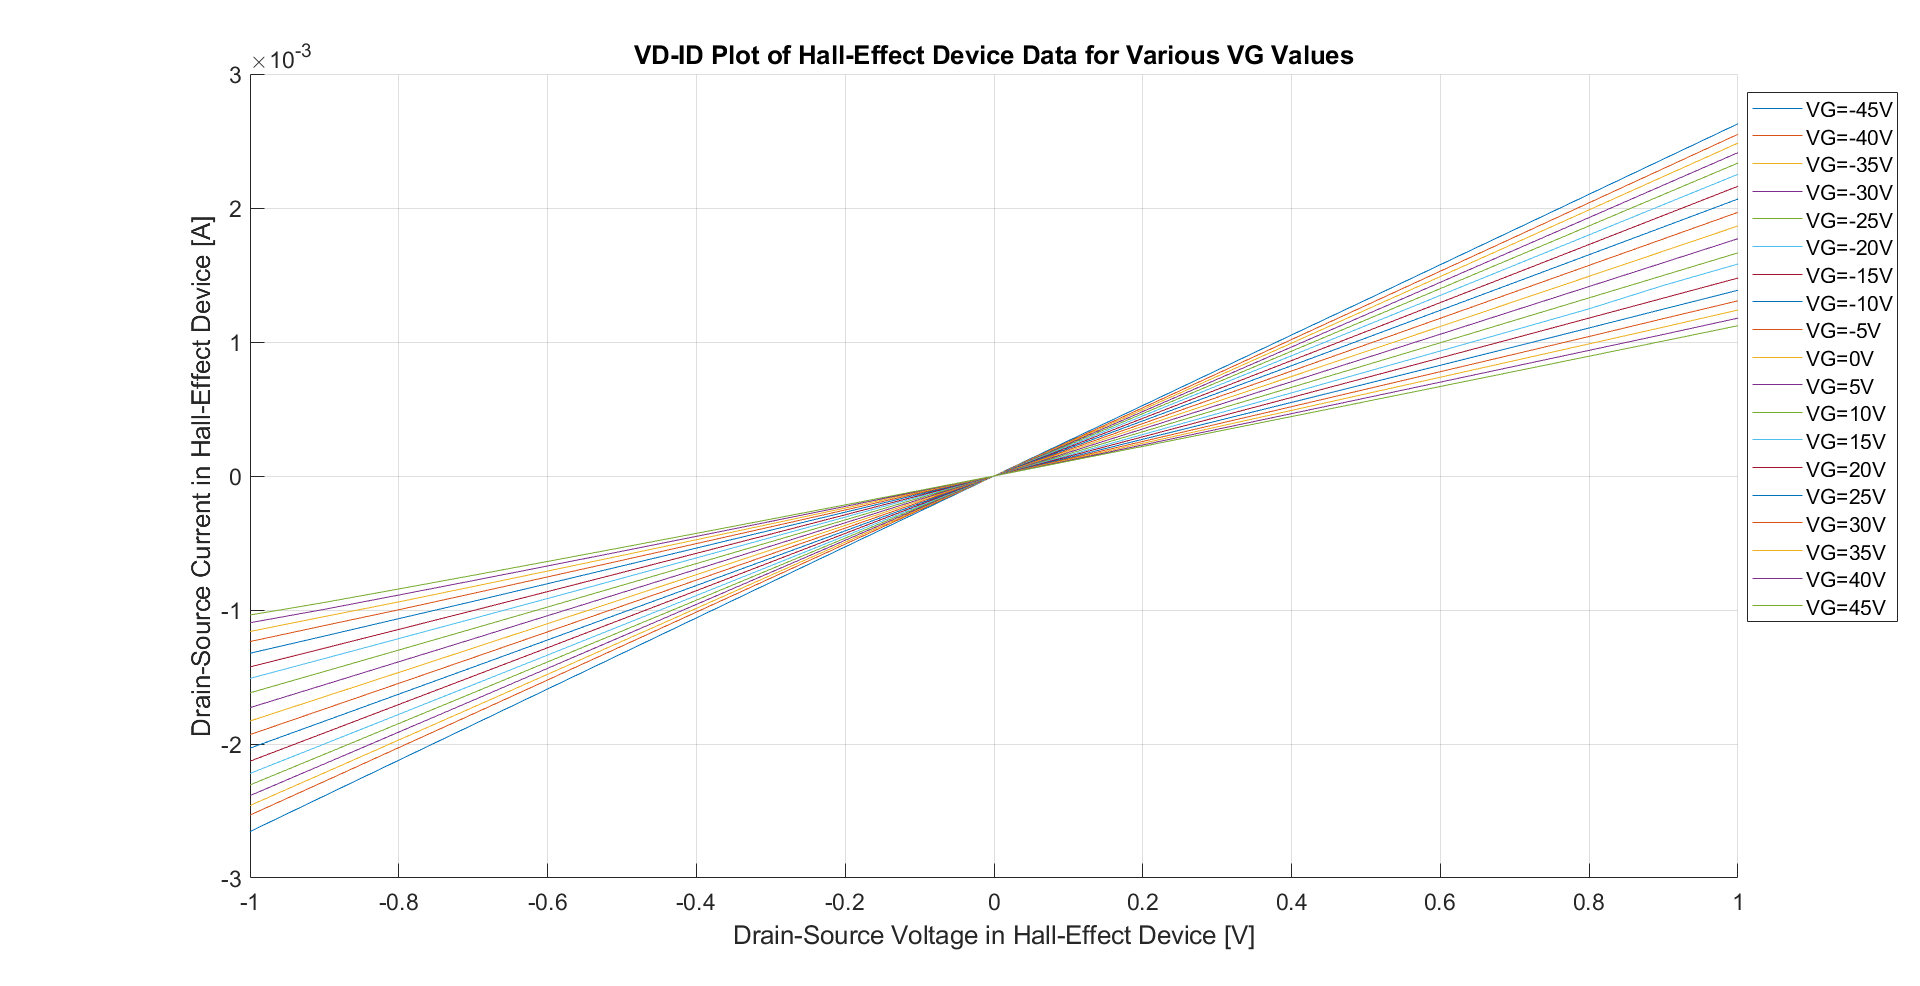 VD-ID Plot of Hall-Effect Device Data for Various VG Values
×10-3
3
2
1
0
-1
-2
-3
Drain-Source Current in Hall-Effect Device [A]
-1 -0.8 -0.6 -0.4 -0.2 0 0.2 0.4 0.6 0.8 1
Drain-Source Voltage in Hall-Effect Device [V]
VG=-45V
VG=-40V
VG=-35V
VG=-30V
VG=-25V
VG=-20V
VG=-15V
VG=-10V
VG=-5V
VG=0V
VG=5V
VG=10V
VG=15V
VG=20V
VG=25V
VG=30V
VG=35V
VG=40V
VG=45V